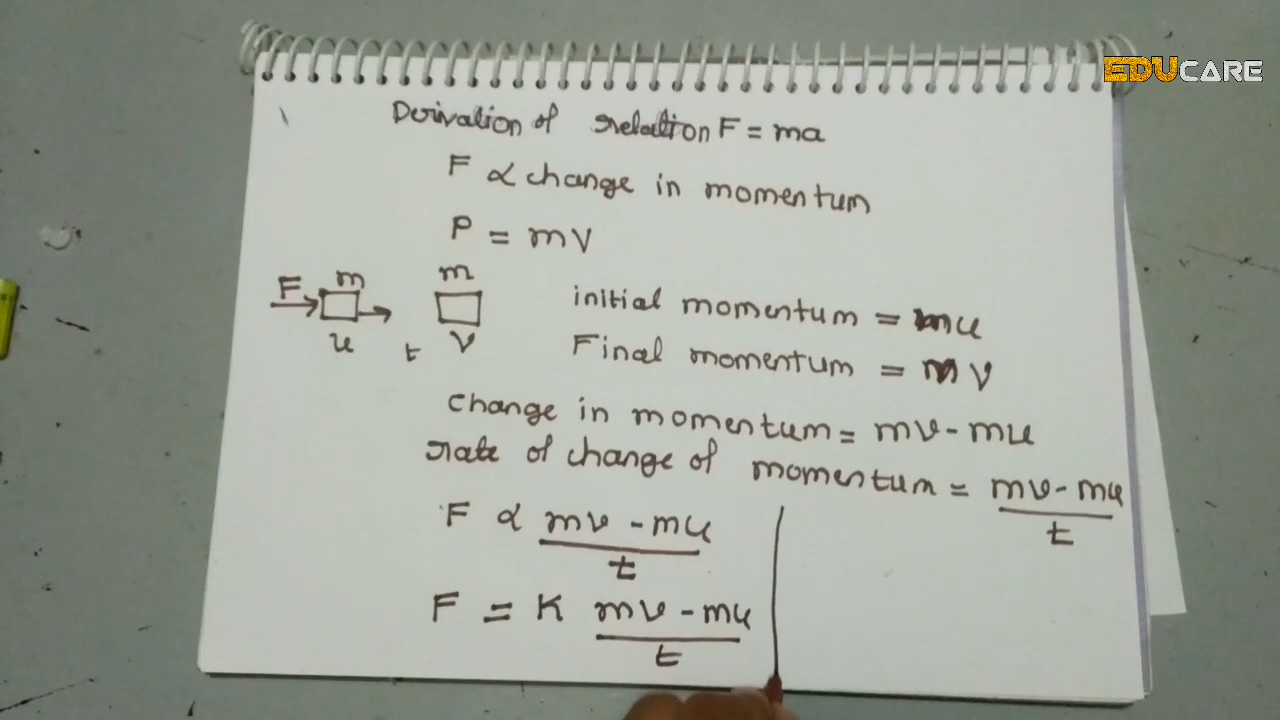 EDUCARE
Derivation of relation F = ma
F ∝ change in momentum
P = mv
F m m
u t v
initial momentum = mu
Final momentum = mv
change in momentum = mv - mu
rate of change of momentum = mv - mu / t
F ∝ mv - mu / t
F = K mv - mu / t